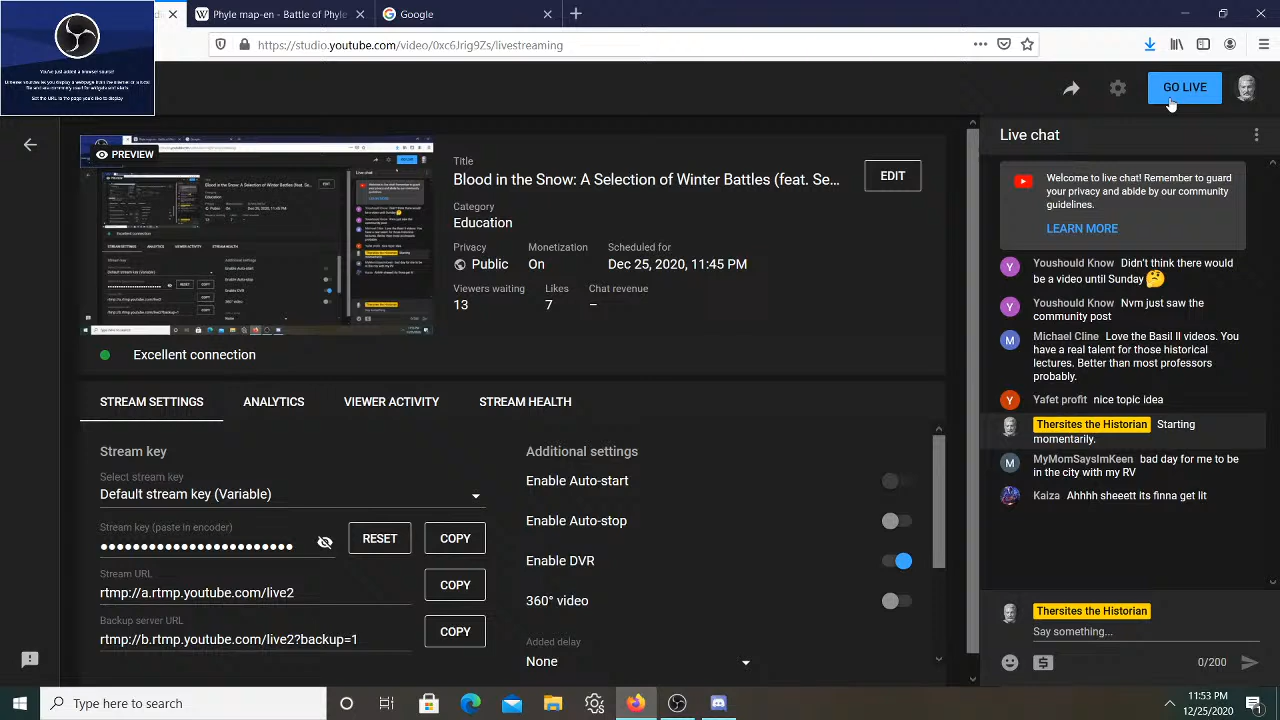 Phyle map-en - Battle of Phyle
Google
https://studio.youtube.com/video/0xc6Jrig9Zs/livestreaming
You've just added a browser source!
GO LIVE
PREVIEW
Title
Blood in the Snow: A Selection of Winter Battles (feat. Se...
EDIT
Category
Education
Privacy
Monetization
Scheduled for
Public
On
Dec 25, 2020, 11:45 PM
Viewers waiting
Likes
Chat revenue
13
7
–
Excellent connection
STREAM SETTINGS
ANALYTICS
VIEWER ACTIVITY
STREAM HEALTH
Stream key
Select stream key
Default stream key (Variable)
Stream key (paste in encoder)
RESET
COPY
Stream URL
rtmp://a.rtmp.youtube.com/live2
COPY
Backup server URL
rtmp://b.rtmp.youtube.com/live2?backup=1
COPY
Additional settings
Enable Auto-start
Enable Auto-stop
Enable DVR
360° video
Added delay
None
Live chat
Welcome to live chat! Remember to guard
your privacy and abide by our community
guidelines.
LEARN MORE
Y Youshould Know Didn't think there would
be a video until Sunday
Y Youshould Know Nvm just saw the
community post
M Michael Cline Love the Basil II videos. You
have a real talent for those historical
lectures. Better than most professors
probably.
Y Yafet profit nice topic idea
Thersites the Historian Starting
momentarily.
M MyMomSaysImKeen bad day for me to be
in the city with my RV
Kaiza Ahhhh sheeett its finna get lit
Thersites the Historian
Say something...
0/200
Type here to search
11:53 PM
12/25/2020